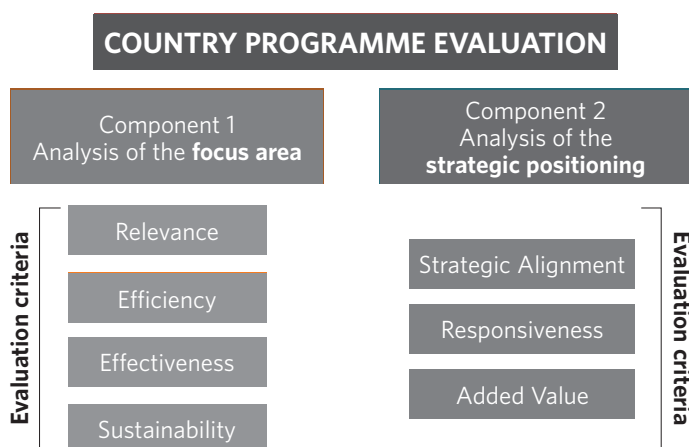 COUNTRY PROGRAMME EVALUATION
Component 1
Analysis of the focus area
Component 2
Analysis of the
strategic positioning
Evaluation criteria
Relevance
Efficiency
Effectiveness
Sustainability
Strategic Alignment
Responsiveness
Added Value
Evaluation criteria